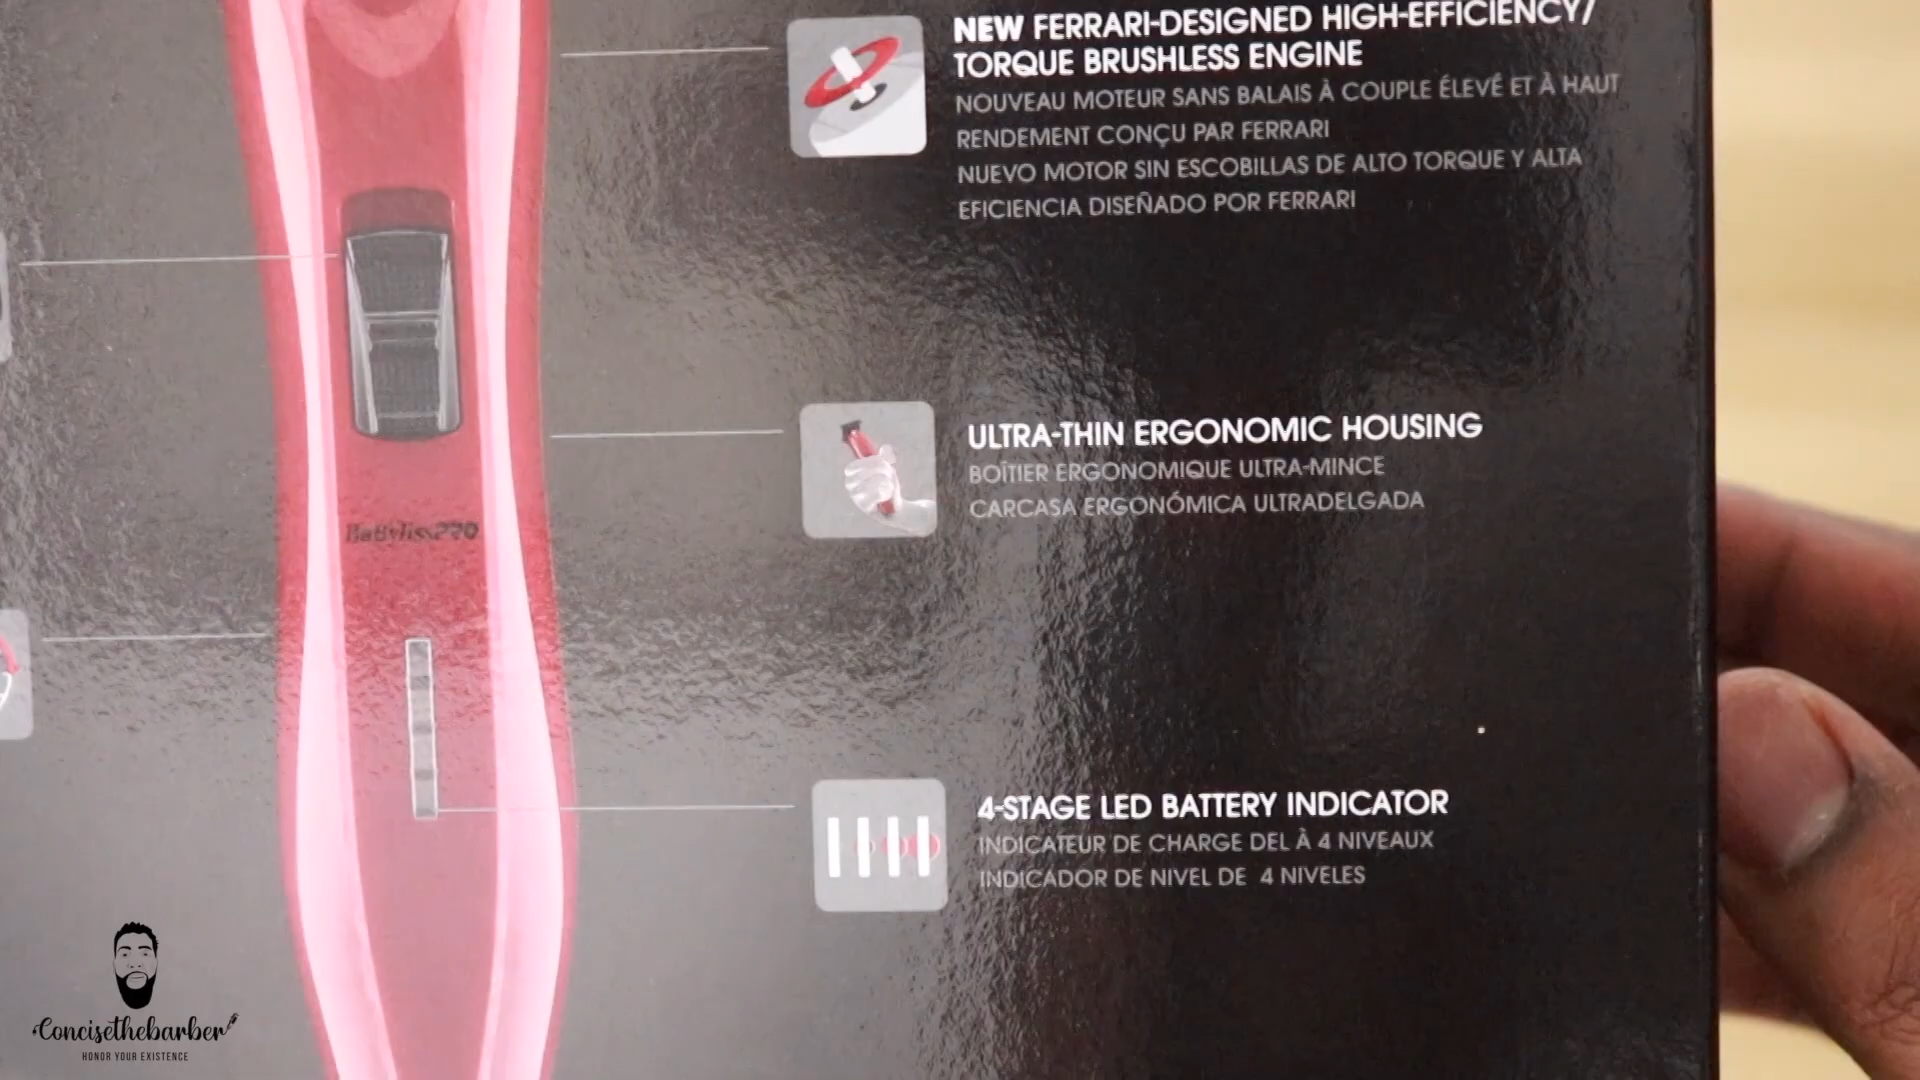 NEW FERRARI-DESIGNED HIGH-EFFICIENCY/
TORQUE BRUSHLESS ENGINE
NOUVEAU MOTEUR SANS BALAIS À COUPLE ÉLEVÉ ET À HAUT
RENDEMENT CONÇU PAR FERRARI
NUEVO MOTOR SIN ESCOBILLAS DE ALTO TORQUE Y ALTA
EFICIENCIA DISEÑADO POR FERRARI
ULTRA-THIN ERGONOMIC HOUSING
BOÎTIER ERGONOMIQUE ULTRA-MINCE
CARCASA ERGONÓMICA ULTRADELGADA
BaBylissPRO
4-STAGE LED BATTERY INDICATOR
INDICATEUR DE CHARGE DEL À 4 NIVEAUX
INDICADOR DE NIVEL DE 4 NIVELES
Concisethebarber
HONOR YOUR EXISTENCE